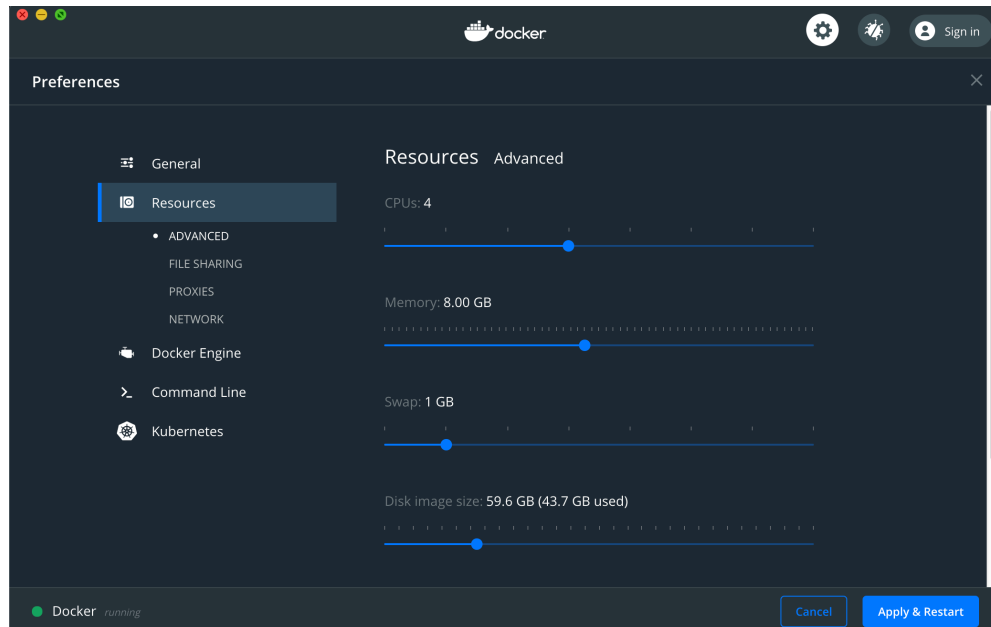 docker
Sign in
Preferences
General
Resources
ADVANCED
FILE SHARING
PROXIES
NETWORK
Docker Engine
Command Line
Kubernetes
Resources Advanced
CPUs: 4
Memory: 8.00 GB
Swap: 1 GB
Disk image size: 59.6 GB (43.7 GB used)
Docker running
Cancel
Apply & Restart